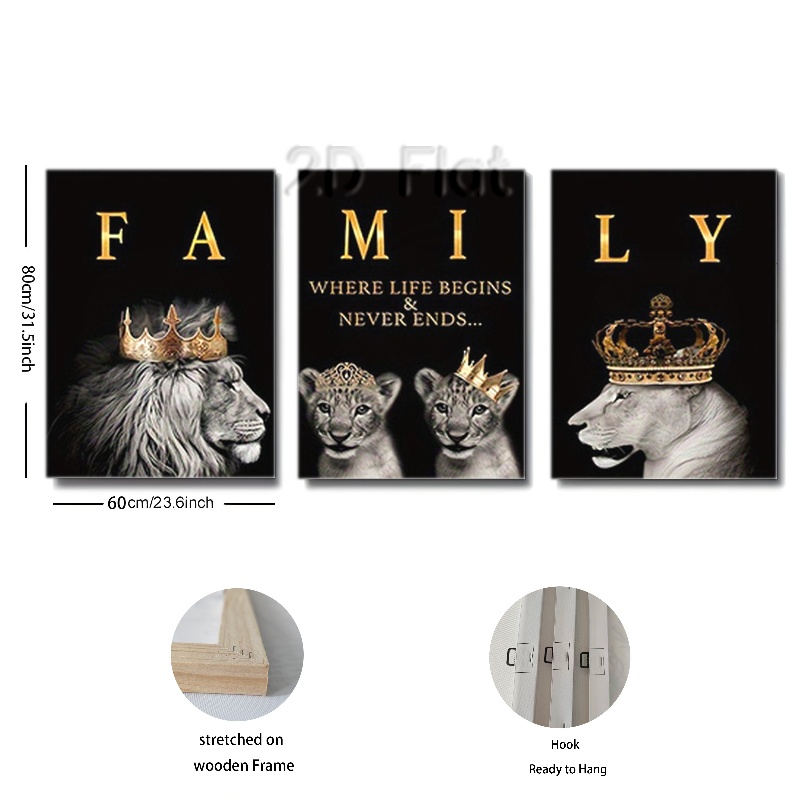 2D Flat
F A
M I
L Y
WHERE LIFE BEGINS
&
NEVER ENDS...
80cm/31.5inch
60cm/23.6inch
stretched on
wooden Frame
Hook
Ready to Hang